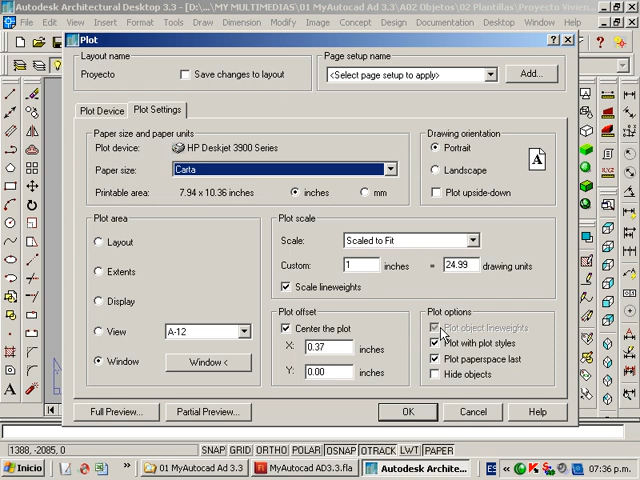 Autodesk Architectural Desktop 3.3 - [D:\...\MY MULTIMEDIAS\01 MyAutocad Ad 3.3\A02 Objetos\02 Plantillas\Proyecto Vivien...
File Edit View Insert Format Tools Draw Modify Image Concept Design Documentation Desktop Window Help
Plot
Layout name
Proyecto
Save changes to layout
Page setup name
<Select page setup to apply>
Add...
Plot Device
Plot Settings
Paper size and paper units
Plot device:
HP Deskjet 3900 Series
Paper size:
Carta
Printable area:
7.94 x 10.36 inches
inches
mm
Drawing orientation
Portrait
Landscape
Plot upside-down
A
Plot area
Layout
Extents
Display
View
A-12
Window
Window <
Plot scale
Scale:
Scaled to Fit
Custom:
1
inches
=
24.99
drawing units
Scale lineweights
Plot offset
Center the plot
X:
0.37
inches
Y:
0.00
inches
Plot options
Plot object lineweights
Plot with plot styles
Plot paperspace last
Hide objects
Full Preview...
Partial Preview...
OK
Cancel
Help
1388, -2085, 0
SNAP GRID ORTHO POLAR OSNAP OTRACK LWT PAPER
Inicio
01 MyAutocad Ad 3.3
MyAutocad AD3.3.fla
Autodesk Archite...
ES
07:36 p.m.